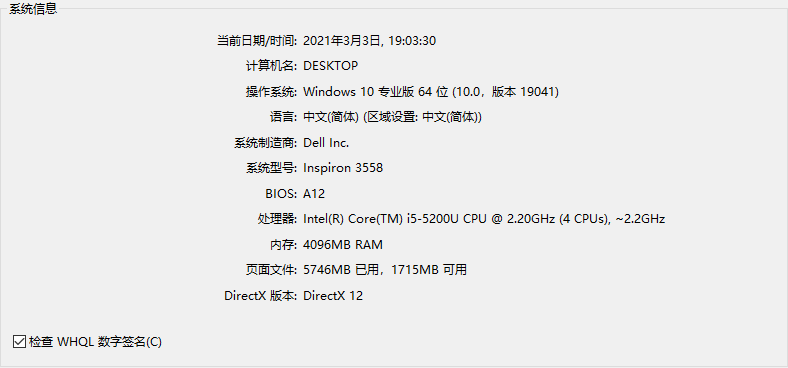 系统信息
当前日期/时间: 2021年3月3日, 19:03:30
计算机名: DESKTOP
操作系统: Windows 10 专业版 64 位 (10.0，版本 19041)
语言: 中文(简体) (区域设置: 中文(简体))
系统制造商: Dell Inc.
系统型号: Inspiron 3558
BIOS: A12
处理器: Intel(R) Core(TM) i5-5200U CPU @ 2.20GHz (4 CPUs), ~2.2GHz
内存: 4096MB RAM
页面文件: 5746MB 已用，1715MB 可用
DirectX 版本: DirectX 12
检查 WHQL 数字签名(C)